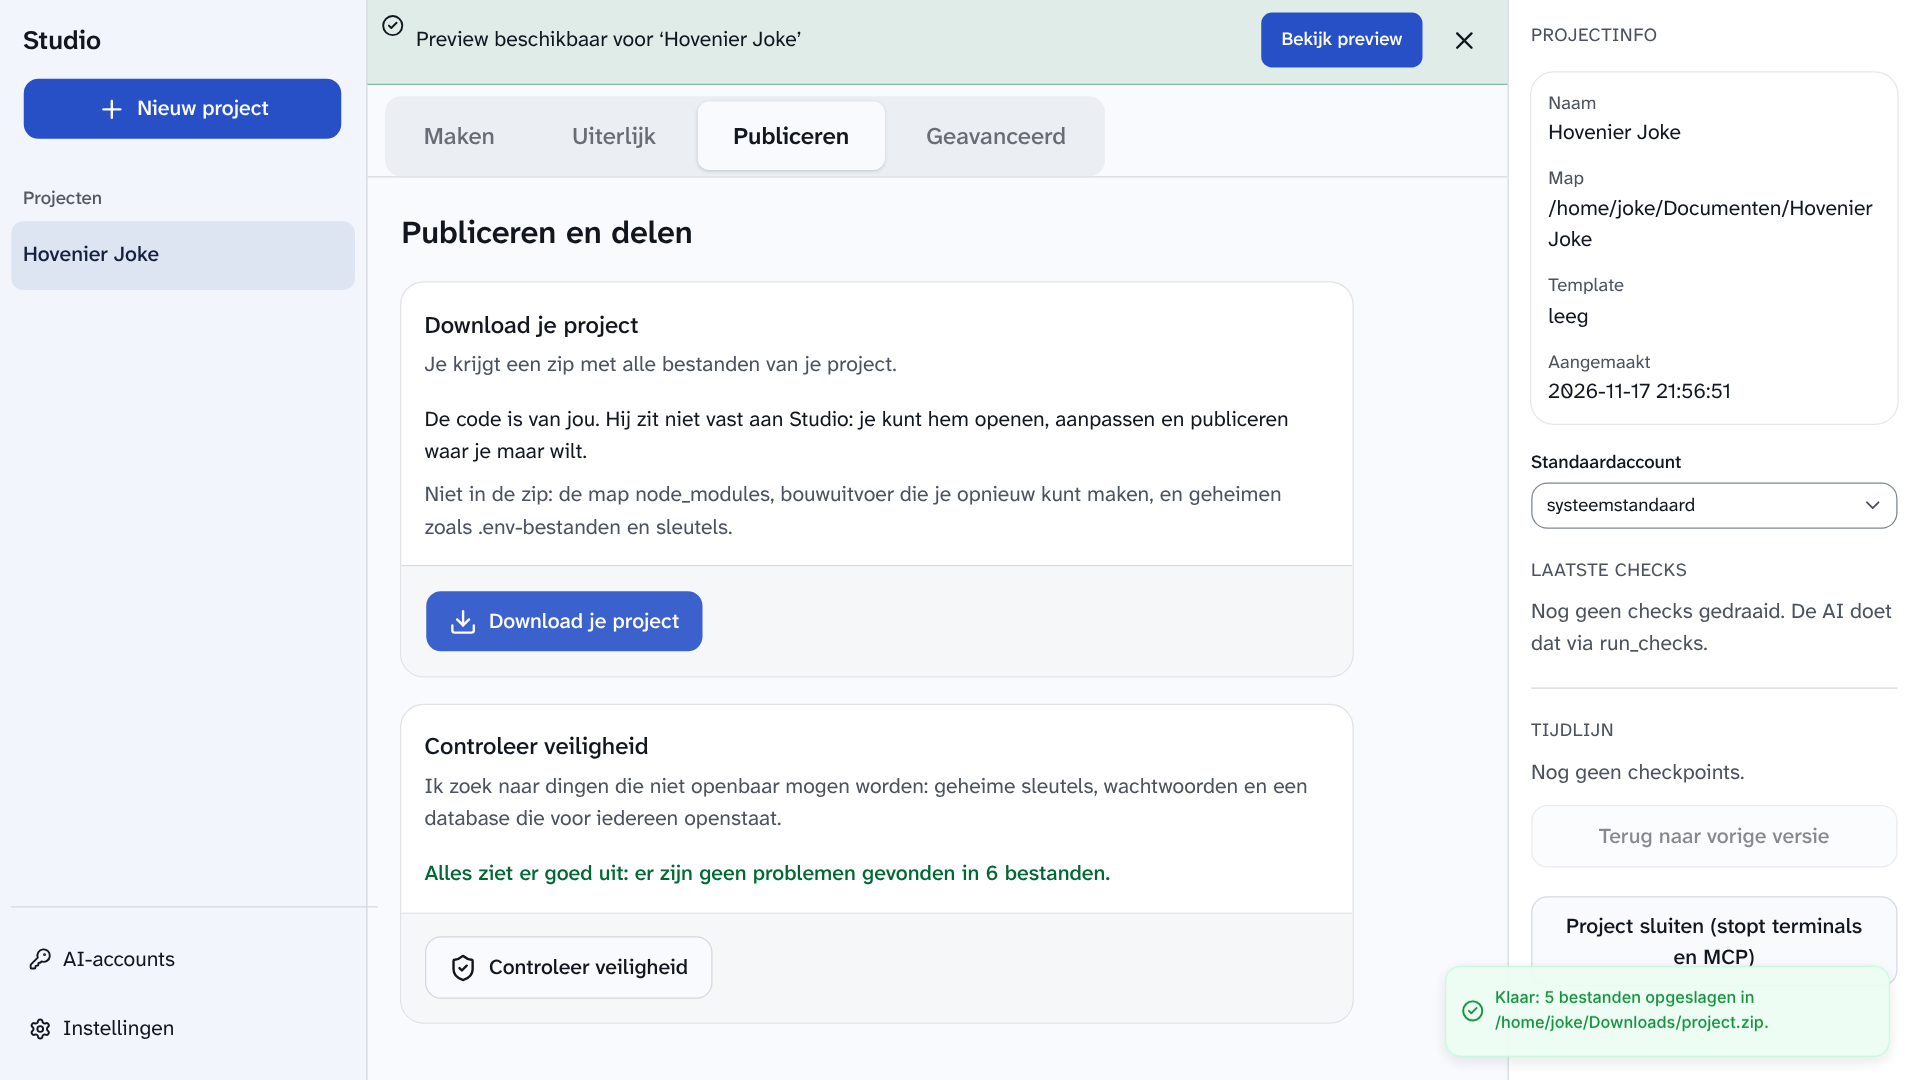 Studio
Nieuw project
Projecten
Hovenier Joke
AI-accounts
Instellingen
Preview beschikbaar voor ‘Hovenier Joke’
Bekijk preview
Maken
Uiterlijk
Publiceren
Geavanceerd
Publiceren en delen
Download je project
Je krijgt een zip met alle bestanden van je project.
De code is van jou. Hij zit niet vast aan Studio: je kunt hem openen, aanpassen en publiceren
waar je maar wilt.
Niet in de zip: de map node_modules, bouwuitvoer die je opnieuw kunt maken, en geheimen
zoals .env-bestanden en sleutels.
Download je project
Controleer veiligheid
Ik zoek naar dingen die niet openbaar mogen worden: geheime sleutels, wachtwoorden en een
database die voor iedereen openstaat.
Alles ziet er goed uit: er zijn geen problemen gevonden in 6 bestanden.
Controleer veiligheid
PROJECTINFO
Naam
Hovenier Joke
Map
/home/joke/Documenten/Hovenier
Joke
Template
leeg
Aangemaakt
2026-11-17 21:56:51
Standaardaccount
systeemstandaard
LAATSTE CHECKS
Nog geen checks gedraaid. De AI doet
dat via run_checks.
TIJDLIJN
Nog geen checkpoints.
Terug naar vorige versie
Project sluiten (stopt terminals
en MCP)
Klaar: 5 bestanden opgeslagen in
/home/joke/Downloads/project.zip.